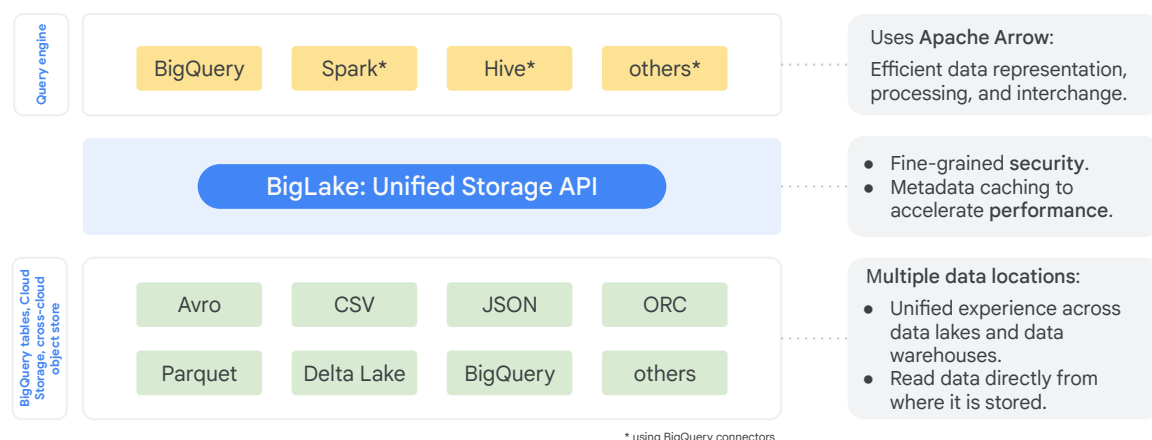 Query engine
BigQuery
Spark*
Hive*
others*
Uses Apache Arrow:
Efficient data representation,
processing, and interchange.
BigLake: Unified Storage API
● Fine-grained security.
● Metadata caching to
accelerate performance.
BigQuery tables, Cloud
Storage, cross-cloud
object store
Avro
CSV
JSON
ORC
Parquet
Delta Lake
BigQuery
others
Multiple data locations:
● Unified experience across
data lakes and data
warehouses.
● Read data directly from
where it is stored.
* using BigQuery connectors